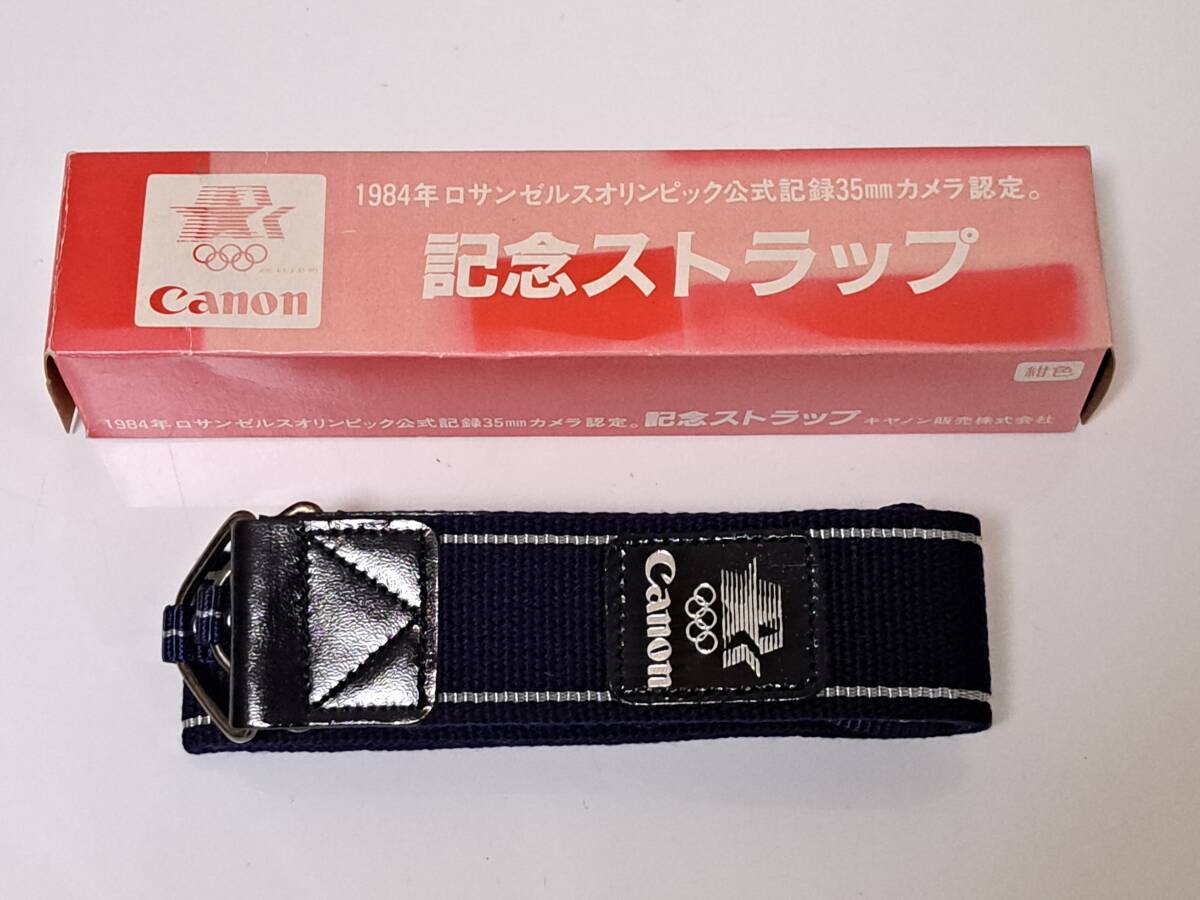 1984年ロサンゼルスオリンピック公式記録35mmカメラ認定。
記念ストラップ
Canon
紺色
1984年ロサンゼルスオリンピック公式記録35mmカメラ認定。記念ストラップ キヤノン販売株式会社
Canon